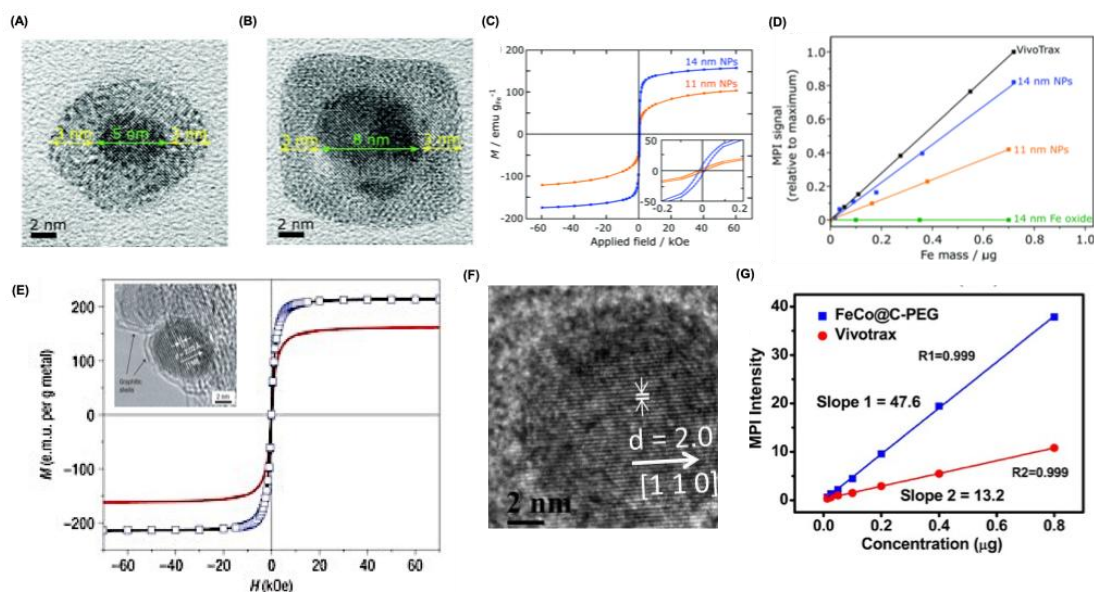 (A)
3 nm 5 nm 3 nm
2 nm
(B)
3 nm 8 nm 3 nm
2 nm
(C)
M / emu gFe⁻¹
200
150
100
50
0
-50
-100
-150
-200
14 nm NPs
11 nm NPs
50
0
-50
-0.2 0 0.2
-60 -40 -20 0 20 40 60
Applied field / kOe
(D)
MPI signal
(relative to maximum)
1.0
0.8
0.6
0.4
0.2
0
VivoTrax
14 nm NPs
11 nm NPs
14 nm Fe oxide
0 0.2 0.4 0.6 0.8 1.0
Fe mass / µg
(E)
M (e.m.u. per g metal)
200
100
0
−100
−200
Graphitic
shells
2 nm
−60 −40 −20 0 20 40 60
H (kOe)
(F)
d = 2.0
[1 1 0]
2 nm
(G)
MPI Intensity
40
30
20
10
0
FeCo@C-PEG
Vivotrax
R1=0.999
Slope 1 = 47.6
R2=0.999
Slope 2 = 13.2
0.0 0.2 0.4 0.6 0.8
Concentration (µg)